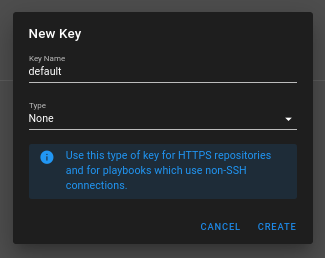 New Key
Key Name
default
Type
None
Use this type of key for HTTPS repositories
and for playbooks which use non-SSH
connections.
CANCEL CREATE